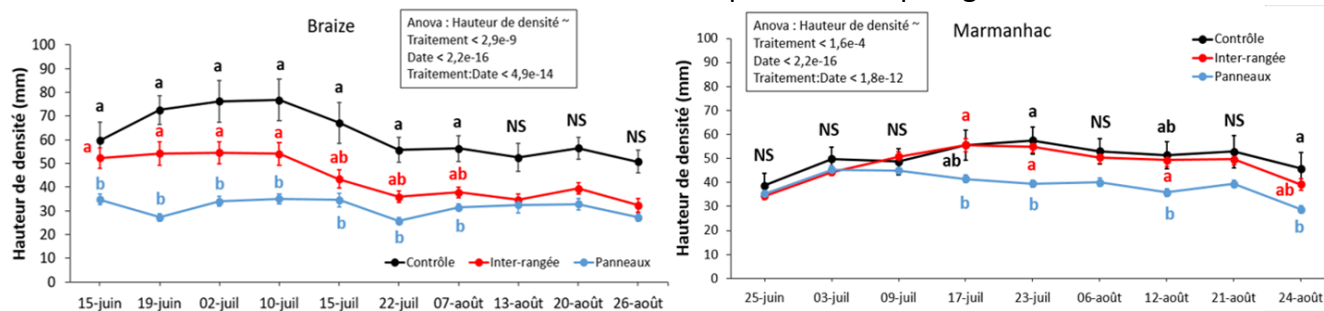 Braize
Anova : Hauteur de densité ~
Traitement < 2,9e-9
Date < 2,2e-16
Traitement:Date < 4,9e-14
Hauteur de densité (mm)
100
90
80
70
60
50
40
30
20
10
0
a a a a a a a NS NS NS
a a a a ab ab ab
b b b b b b b
Contrôle Inter-rangée Panneaux
15-juin 19-juin 02-juil 10-juil 15-juil 22-juil 07-août 13-août 20-août 26-août
Anova : Hauteur de densité ~
Traitement < 1,6e-4
Date < 2,2e-16
Traitement:Date < 1,8e-12
Marmanhac
Contrôle
Inter-rangée
Panneaux
Hauteur de densité (mm)
100
90
80
70
60
50
40
30
20
10
0
NS NS NS a a NS ab NS a
ab a a ab
b b b b
25-juin 03-juil 09-juil 17-juil 23-juil 06-août 12-août 21-août 24-août